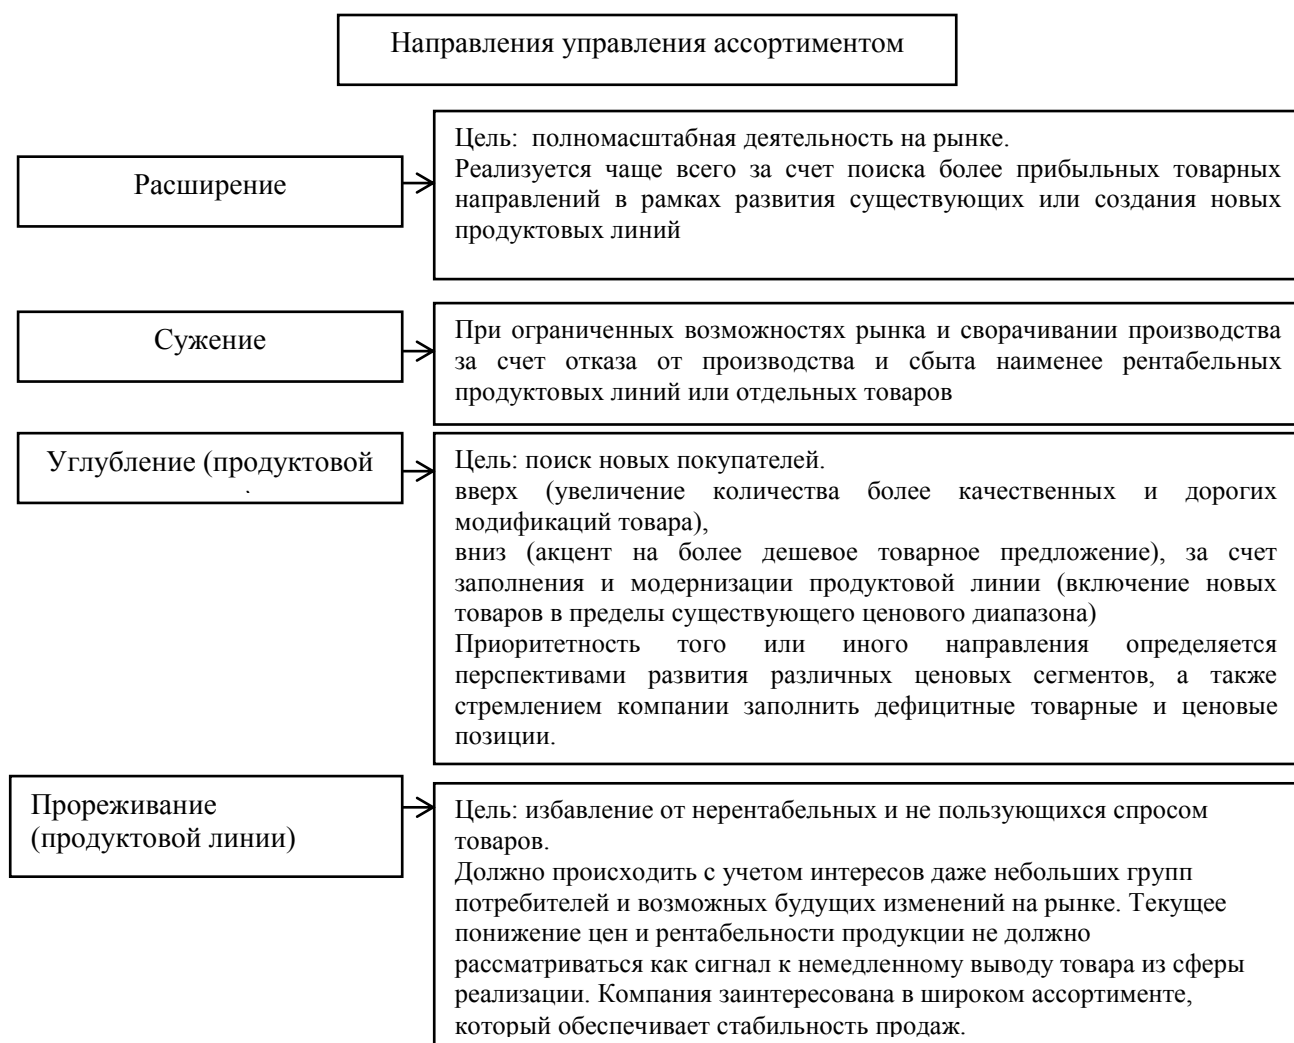 Направления управления ассортиментом
Расширение
Цель: полномасштабная деятельность на рынке.
Реализуется чаще всего за счет поиска более прибыльных товарных
направлений в рамках развития существующих или создания новых
продуктовых линий
Сужение
При ограниченных возможностях рынка и сворачивании производства
за счет отказа от производства и сбыта наименее рентабельных
продуктовых линий или отдельных товаров
Углубление (продуктовой
Цель: поиск новых покупателей.
вверх (увеличение количества более качественных и дорогих
модификаций товара),
вниз (акцент на более дешевое товарное предложение), за счет
заполнения и модернизации продуктовой линии (включение новых
товаров в пределы существующего ценового диапазона)
Приоритетность того или иного направления определяется
перспективами развития различных ценовых сегментов, а также
стремлением компании заполнить дефицитные товарные и ценовые
позиции.
Прореживание
(продуктовой линии)
Цель: избавление от нерентабельных и не пользующихся спросом
товаров.
Должно происходить с учетом интересов даже небольших групп
потребителей и возможных будущих изменений на рынке. Текущее
понижение цен и рентабельности продукции не должно
рассматриваться как сигнал к немедленному выводу товара из сферы
реализации. Компания заинтересована в широком ассортименте,
который обеспечивает стабильность продаж.